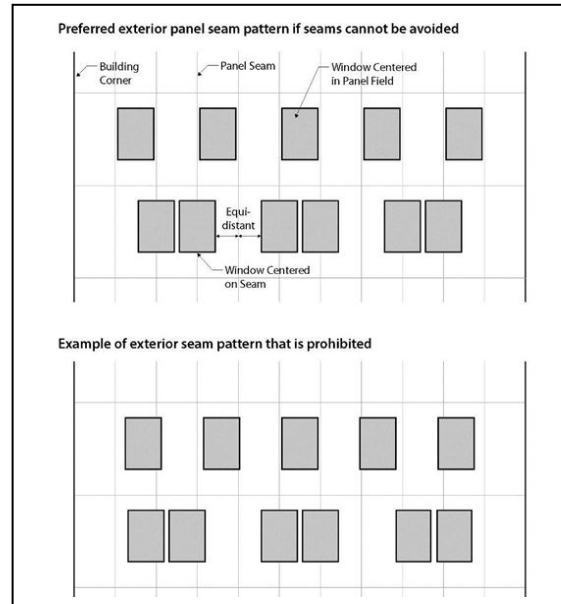 Preferred exterior panel seam pattern if seams cannot be avoided
Building
Corner
Panel Seam
Window Centered
in Panel Field
Equi-
distant
Window Centered
on Seam
Example of exterior seam pattern that is prohibited